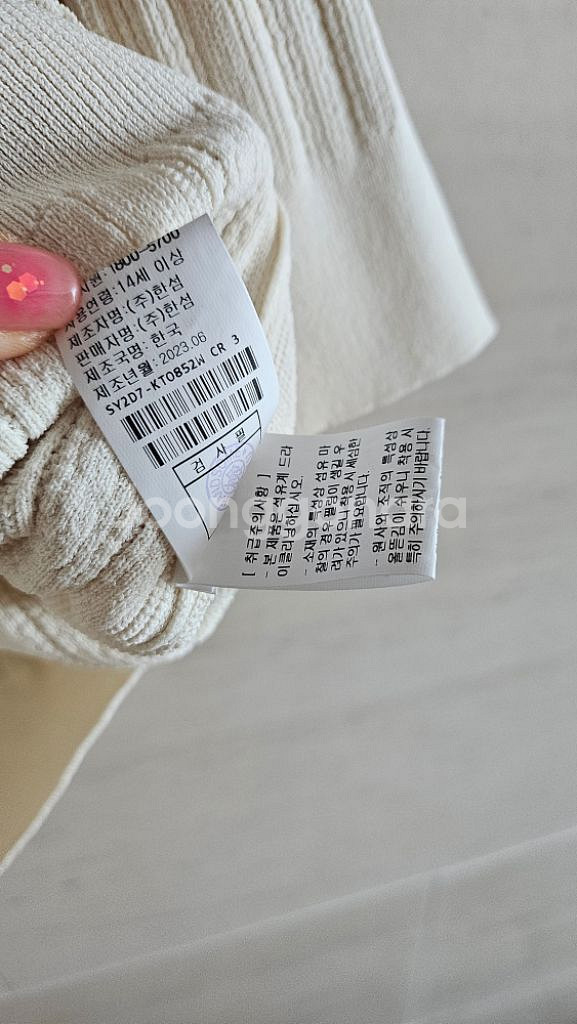 1800-5700
사용연령:14세 이상
제조자명:(주)한섬
판매자명:(주)한섬
제조국명: 한국
제조년월:2023.06
SY2D7-KT0852W CR 3
검 사 필
[ 취급주의사항 ]
- 본 제품은 석유계 드라
이클리닝하십시오.
- 소재의 특성상 섬유 마
찰의 경우 필링이 생길 우
려가 있으니 착용 시 세심한
주의가 필요합니다.
- 원사와 조직의 특성상
올뜯김이 쉬우니 착용 시
특히 주의하시기 바랍니다.
joonggonara